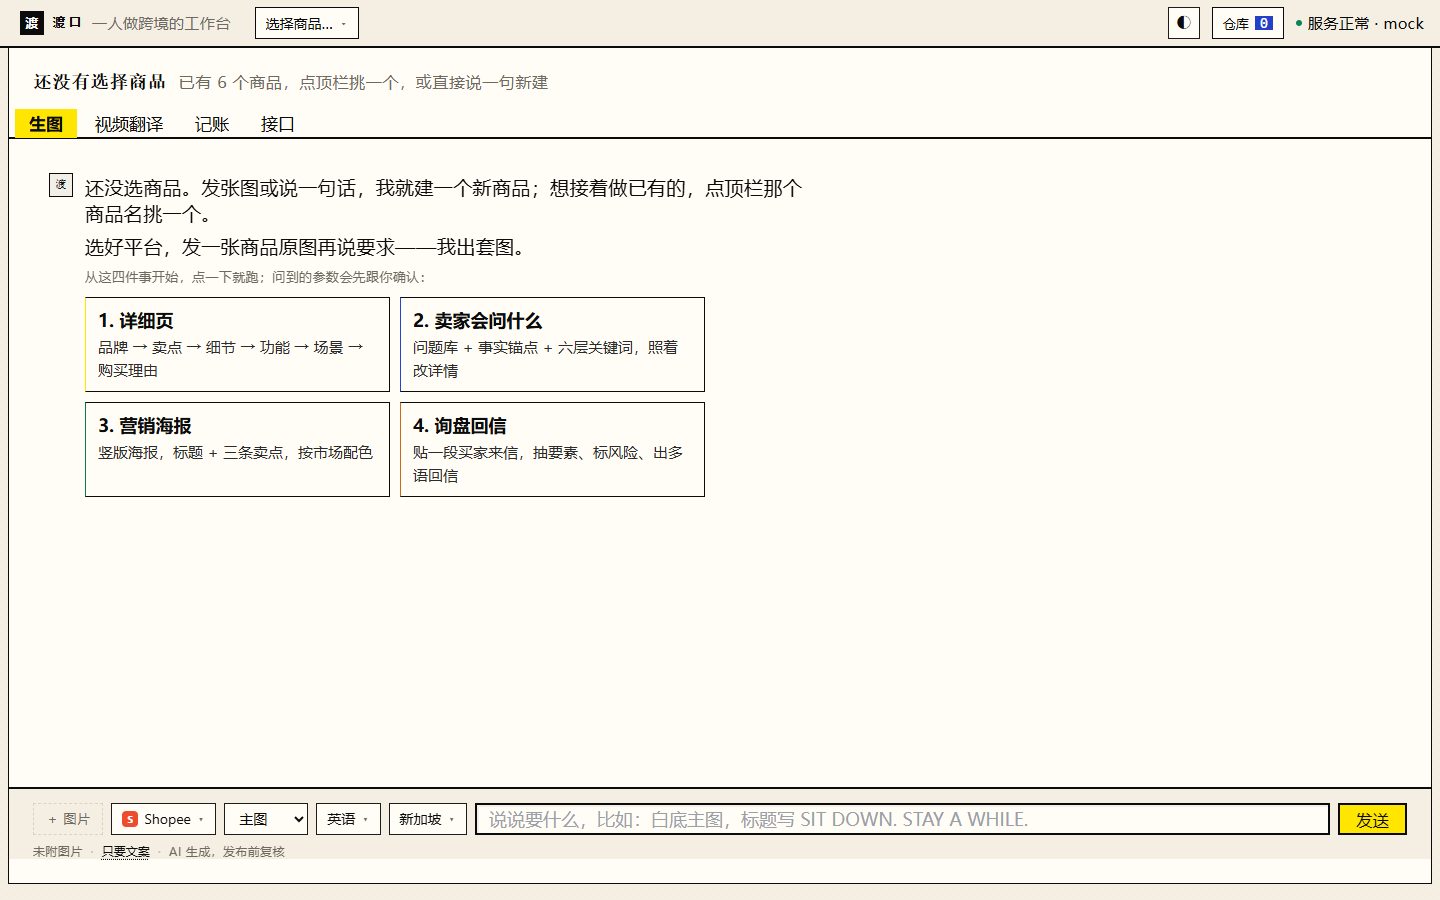 渡 渡口 一人做跨境的工作台 选择商品... 仓库 0 服务正常 · mock
还没有选择商品 已有 6 个商品，点顶栏挑一个，或直接说一句新建
生图 视频翻译 记账 接口
渡 还没选商品。发张图或说一句话，我就建一个新商品；想接着做已有的，点顶栏那个
商品名挑一个。
选好平台，发一张商品原图再说要求——我出套图。
从这四件事开始，点一下就跑；问到的参数会先跟你确认：
1. 详细页
品牌 → 卖点 → 细节 → 功能 → 场景 →
购买理由
2. 卖家会问什么
问题库 + 事实锚点 + 六层关键词，照着
改详情
3. 营销海报
竖版海报，标题 + 三条卖点，按市场配色
4. 询盘回信
贴一段买家来信，抽要素、标风险、出多
语回信
+ 图片 S Shopee 主图 英语 新加坡 说说要什么，比如：白底主图，标题写 SIT DOWN. STAY A WHILE. 发送
未附图片 · 只要文案 · AI 生成，发布前复核